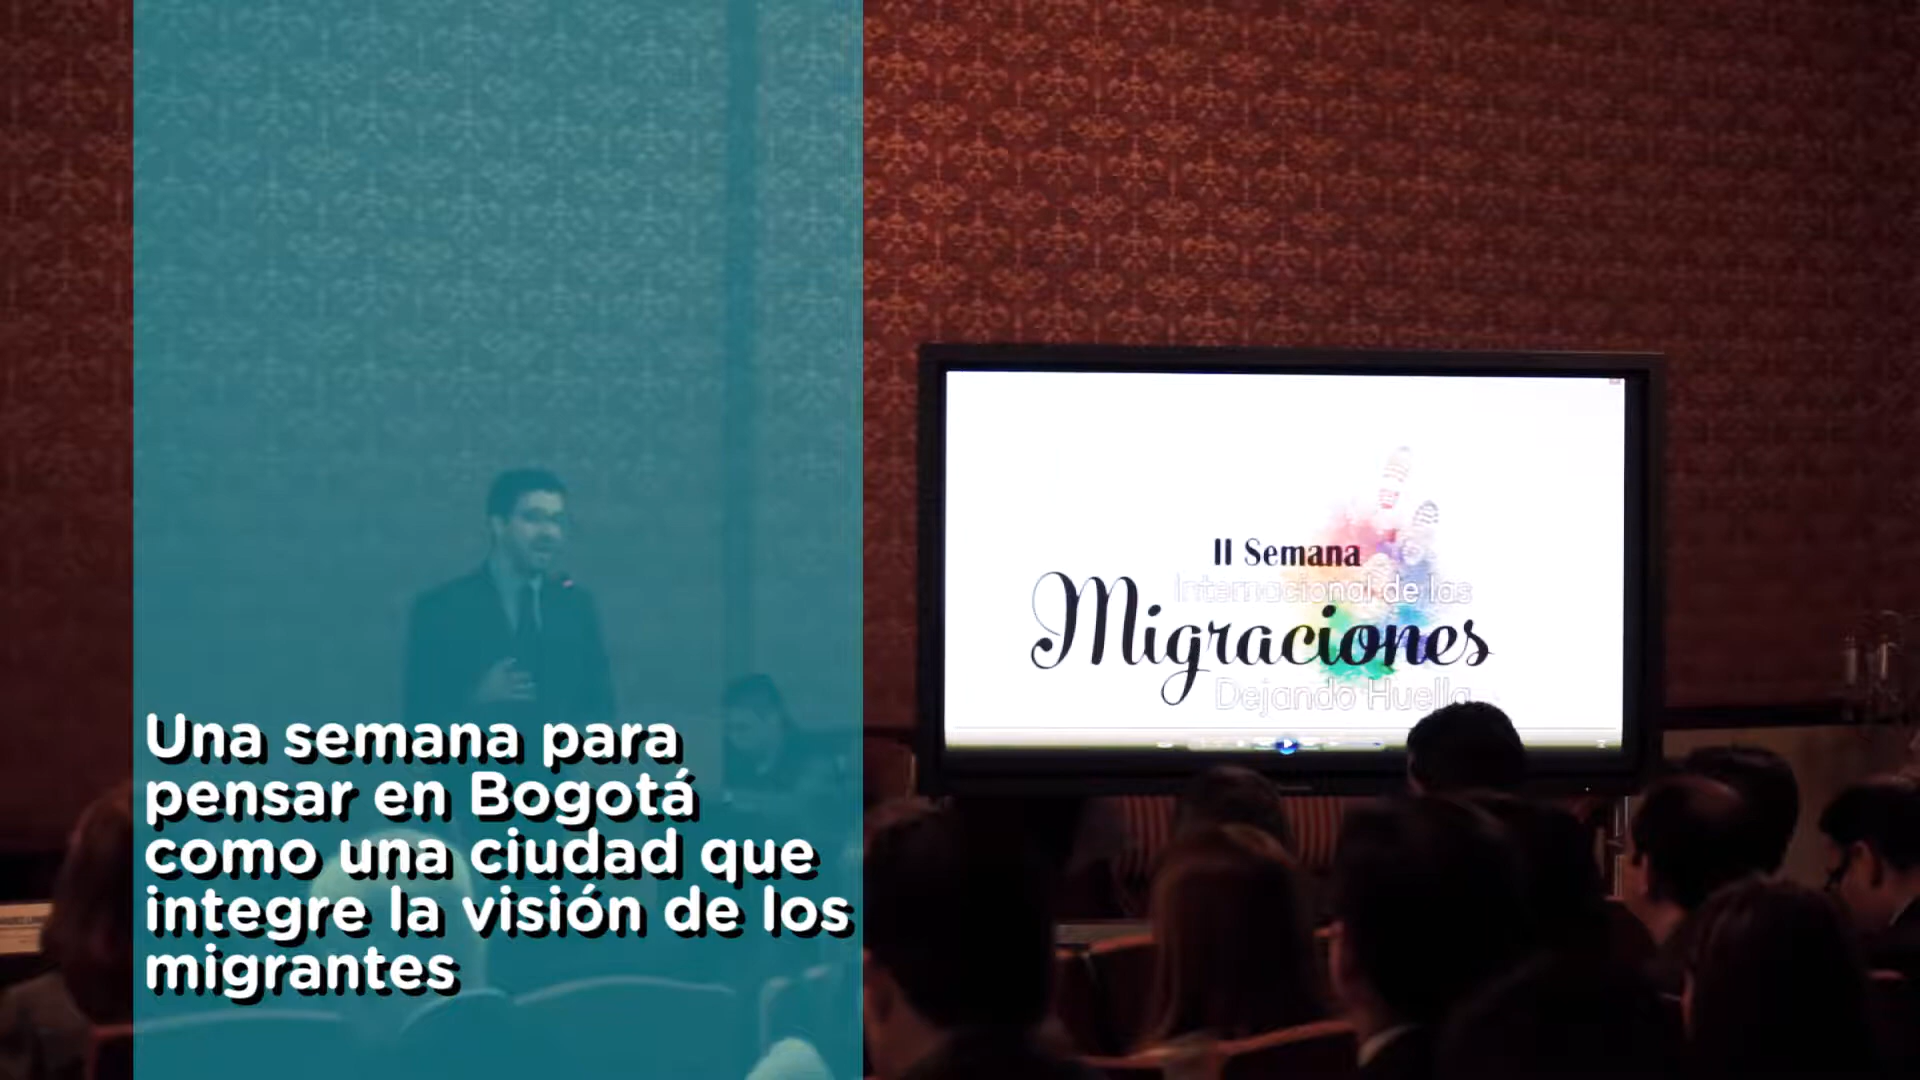 Una semana para
pensar en Bogotá
como una ciudad que
integre la visión de los
migrantes
II Semana
Internacional de las
Migraciones
Dejando Huella